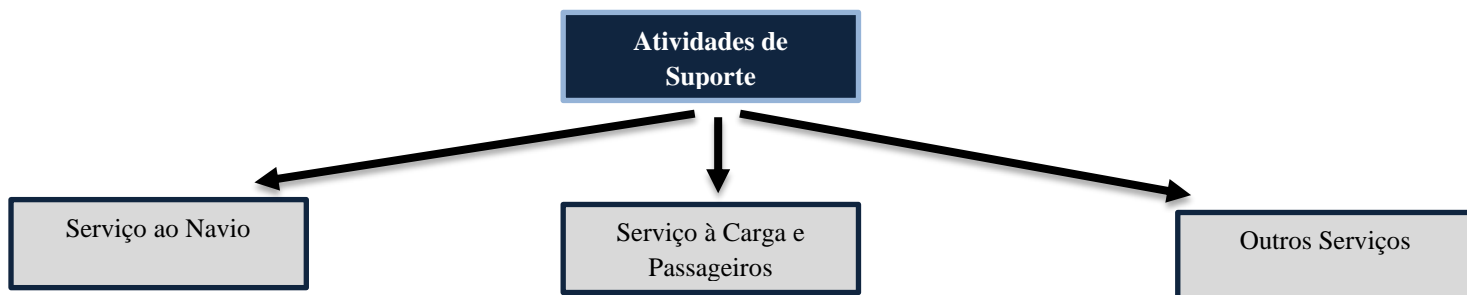 Atividades de
Suporte
Serviço ao Navio
Serviço à Carga e
Passageiros
Outros Serviços